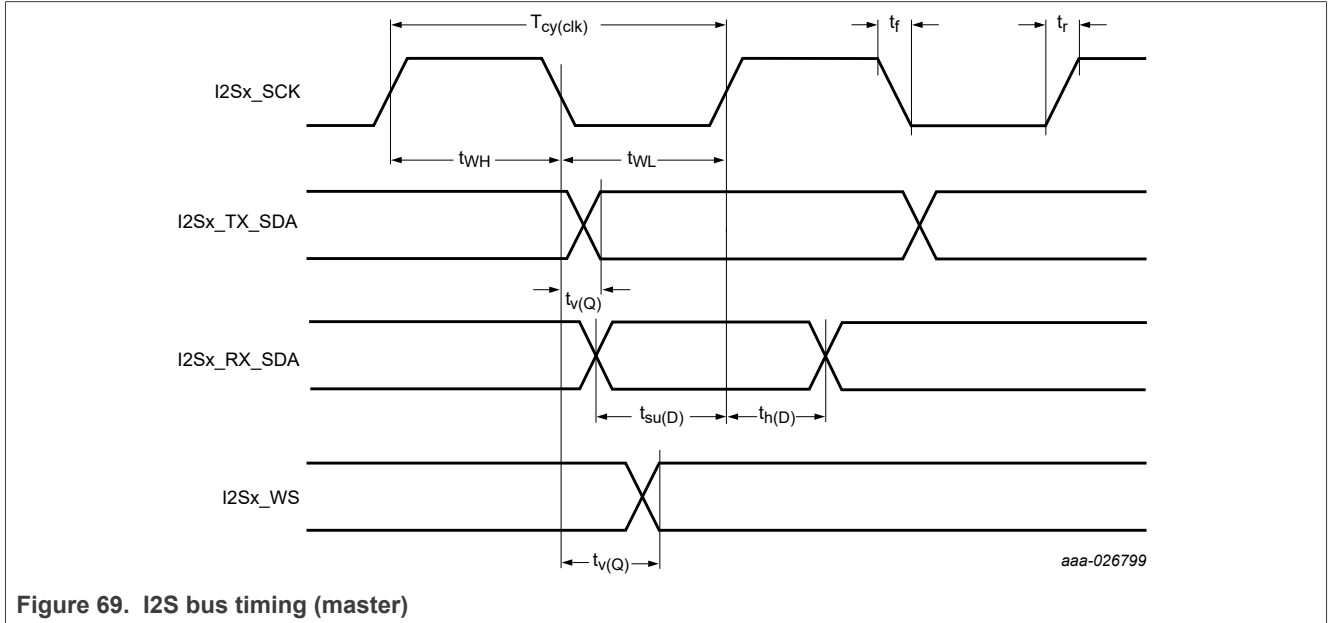 Tcy(clk)
tf
tr
I2Sx_SCK
tWH
tWL
I2Sx_TX_SDA
tv(Q)
I2Sx_RX_SDA
tsu(D)
th(D)
I2Sx_WS
tv(Q)
aaa-026799
Figure 69. I2S bus timing (master)